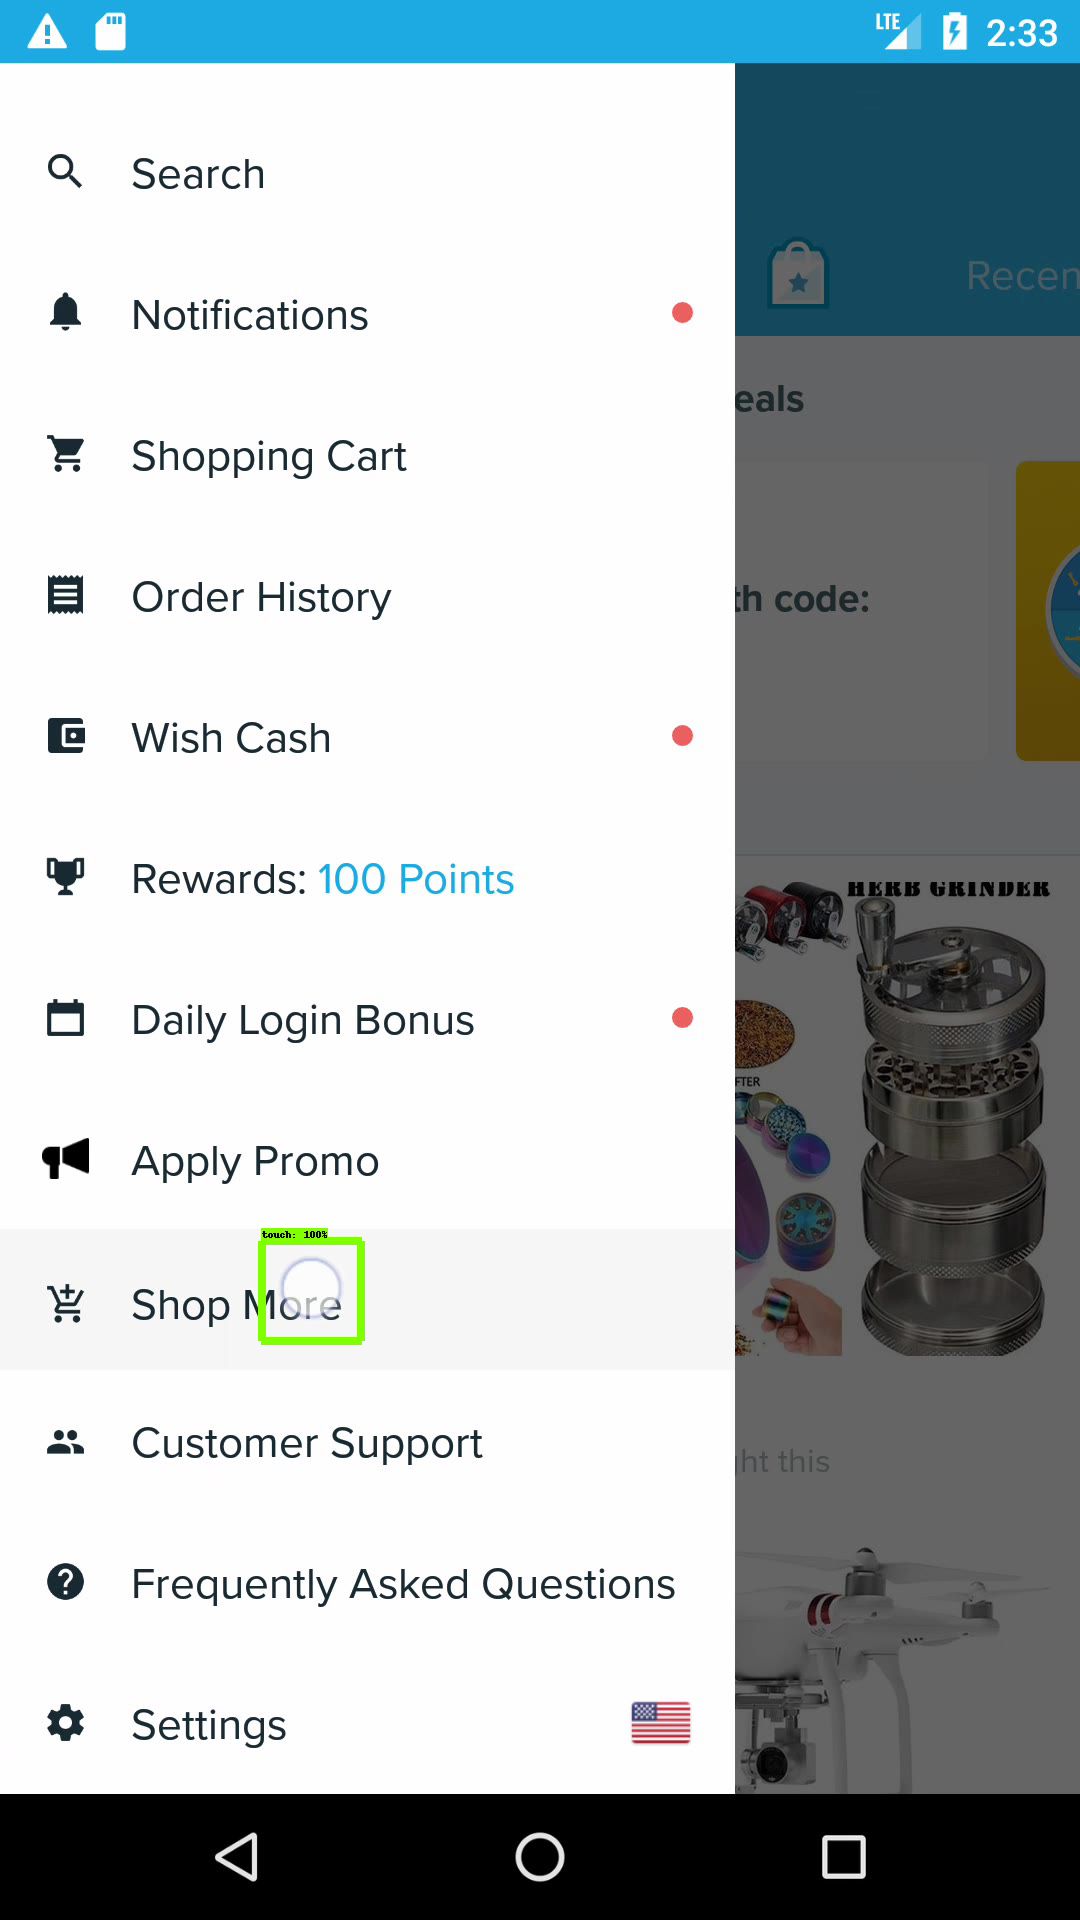 LTE 2:33
Search
Notifications
Recen
eals
Shopping Cart
Order History
th code:
Wish Cash
Rewards: 100 Points
HERB GRINDER
Daily Login Bonus
FTER
Apply Promo
touch: 100%
Shop More
Customer Support
ght this
Frequently Asked Questions
Settings